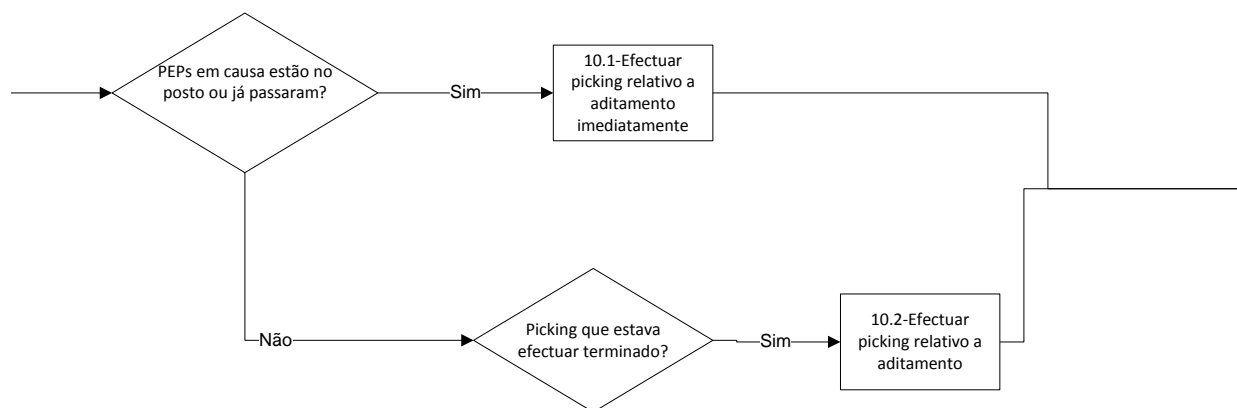 PEPs em causa estão no
posto ou já passaram?
Sim
10.1-Efectuar
picking relativo a
aditamento
imediatamente
Não
Picking que estava
efectuar terminado?
Sim
10.2-Efectuar
picking relativo a
aditamento